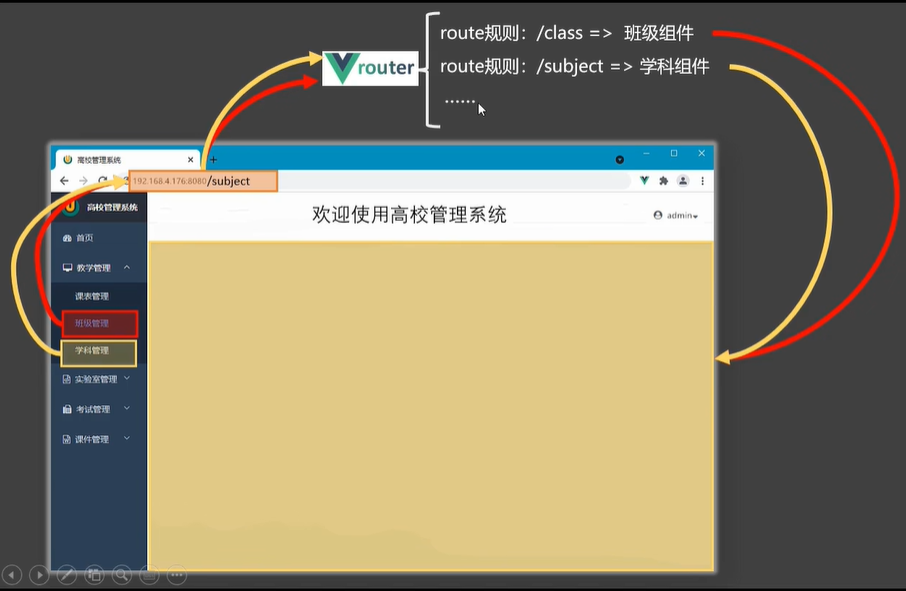 route规则：/class => 班级组件
route规则：/subject => 学科组件
......
router
高校管理系统
192.168.4.176:8080/subject
高校管理系统
欢迎使用高校管理系统
admin
首页
教学管理
课表管理
班级管理
学科管理
实验室管理
考试管理
课件管理